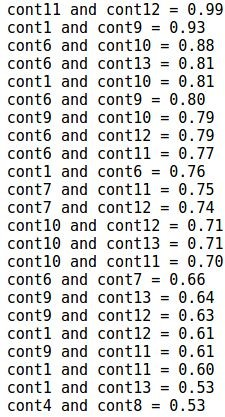 cont11 and cont12 = 0.99
cont1 and cont9 = 0.93
cont6 and cont10 = 0.88
cont6 and cont13 = 0.81
cont1 and cont10 = 0.81
cont6 and cont9 = 0.80
cont9 and cont10 = 0.79
cont6 and cont12 = 0.79
cont6 and cont11 = 0.77
cont1 and cont6 = 0.76
cont7 and cont11 = 0.75
cont7 and cont12 = 0.74
cont10 and cont12 = 0.71
cont10 and cont13 = 0.71
cont10 and cont11 = 0.70
cont6 and cont7 = 0.66
cont9 and cont13 = 0.64
cont9 and cont12 = 0.63
cont1 and cont12 = 0.61
cont9 and cont11 = 0.61
cont1 and cont11 = 0.60
cont1 and cont13 = 0.53
cont4 and cont8 = 0.53